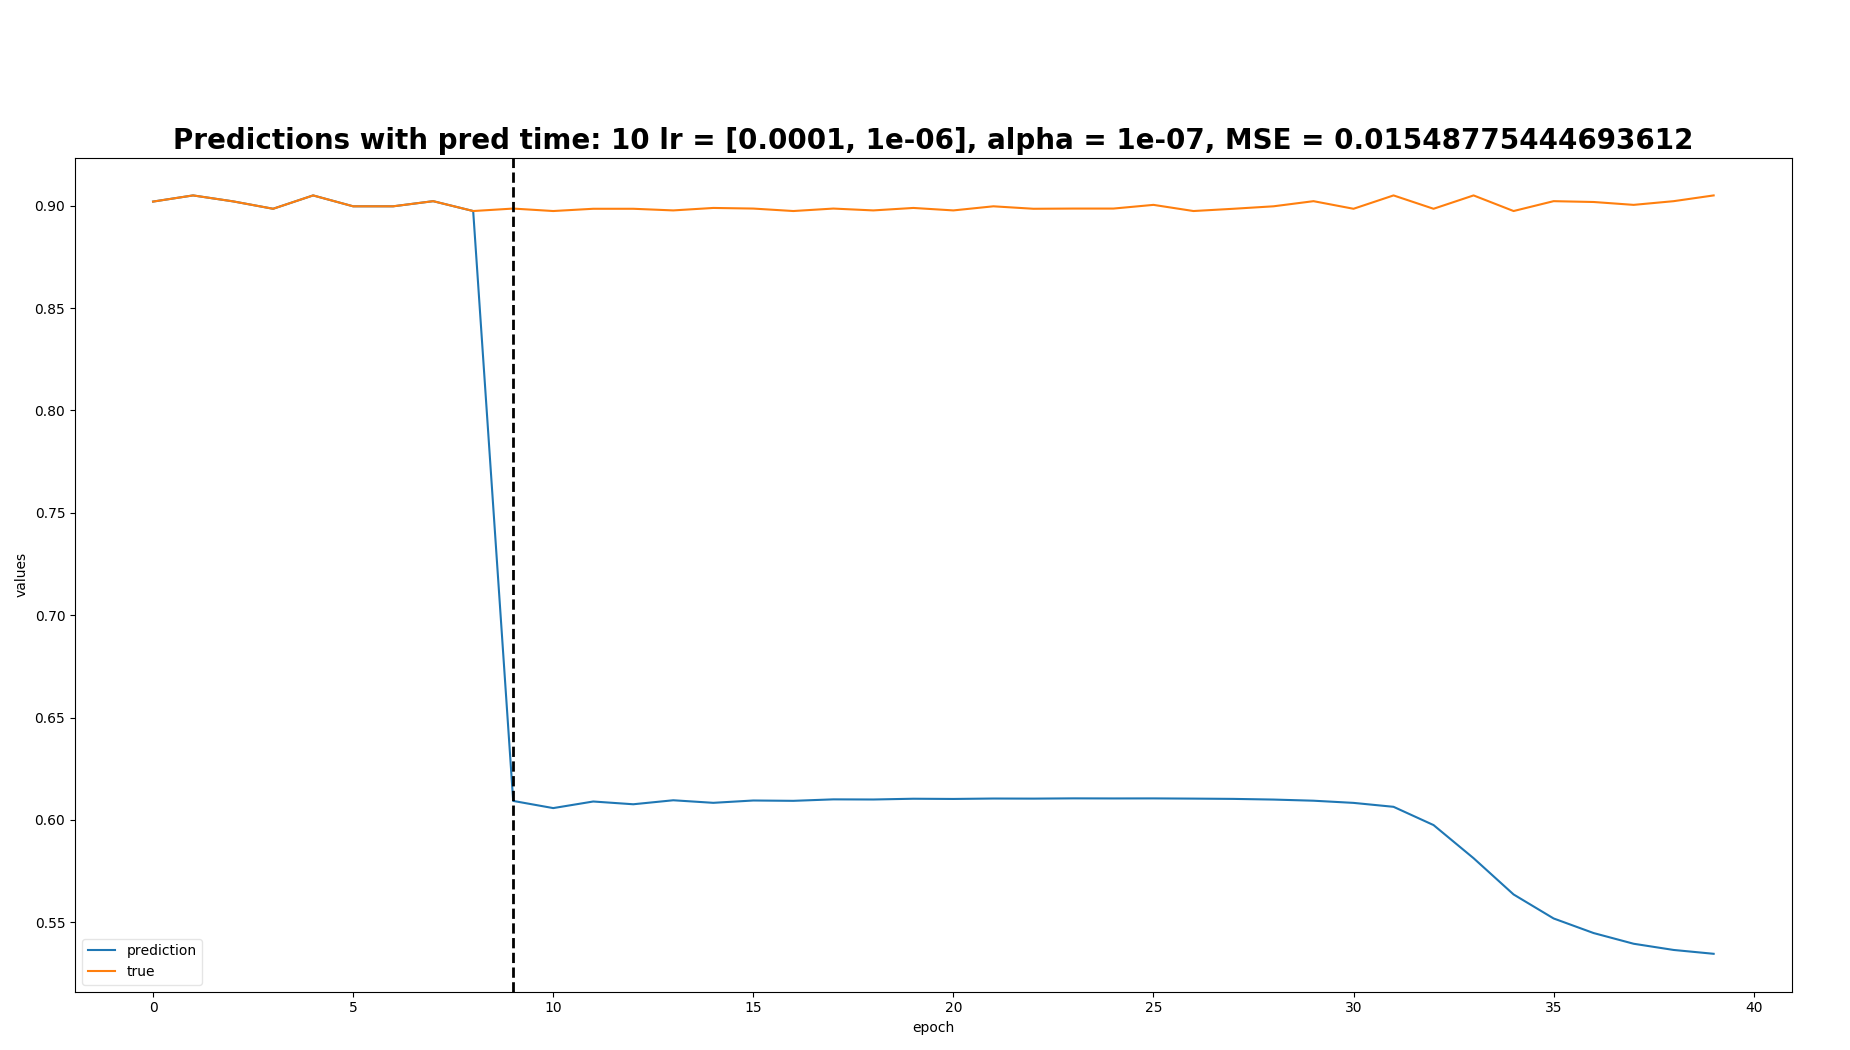 Predictions with pred time: 10 lr = [0.0001, 1e-06], alpha = 1e-07, MSE = 0.01548775444693612
0.90
0.85
0.80
0.75
0.70
0.65
0.60
0.55
values
prediction
true
0 5 10 15 20 25 30 35 40
epoch